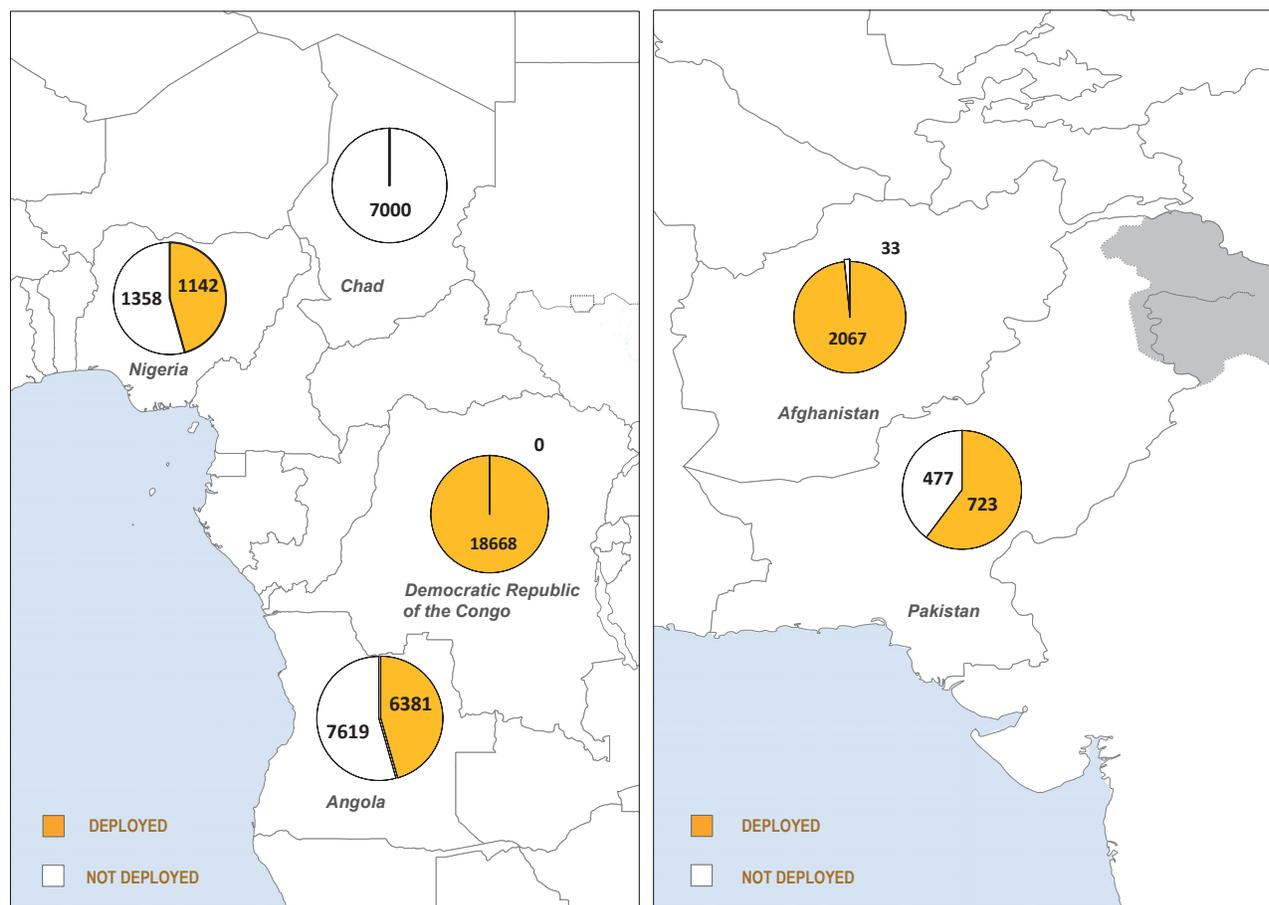 7000
Chad
1358
1142
Nigeria
0
18668
Democratic Republic
of the Congo
6381
7619
Angola
DEPLOYED
NOT DEPLOYED
33
2067
Afghanistan
477
723
Pakistan
DEPLOYED
NOT DEPLOYED